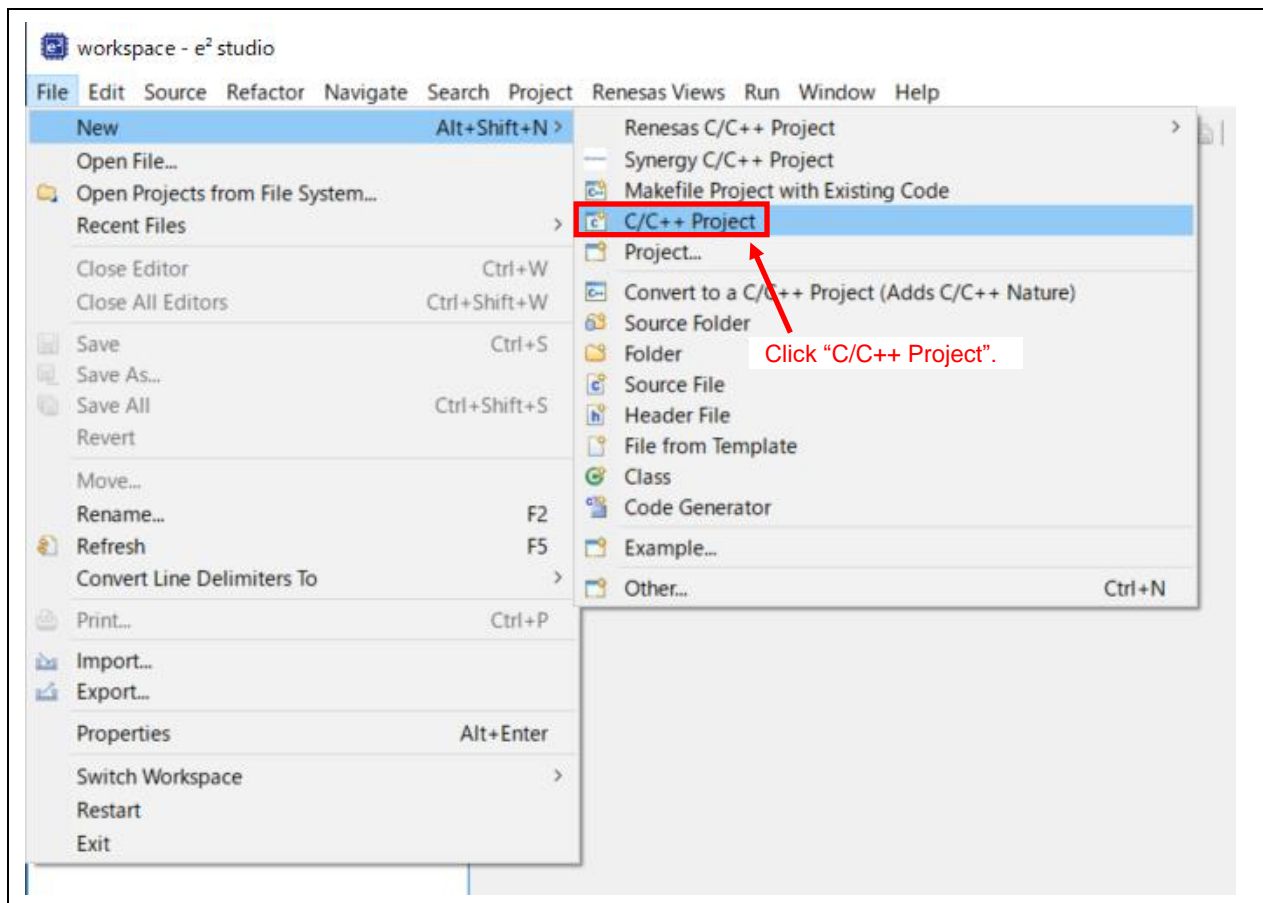 workspace - e² studio
File Edit Source Refactor Navigate Search Project Renesas Views Run Window Help
New Alt+Shift+N >
Open File...
Open Projects from File System...
Recent Files >
Close Editor Ctrl+W
Close All Editors Ctrl+Shift+W
Save Ctrl+S
Save As...
Save All Ctrl+Shift+S
Revert
Move...
Rename... F2
Refresh F5
Convert Line Delimiters To >
Print... Ctrl+P
Import...
Export...
Properties Alt+Enter
Switch Workspace >
Restart
Exit
Renesas C/C++ Project >
Synergy C/C++ Project
Makefile Project with Existing Code
C/C++ Project
Project...
Convert to a C/C++ Project (Adds C/C++ Nature)
Source Folder
Folder
Source File
Header File
File from Template
Class
Code Generator
Example...
Other... Ctrl+N
Click “C/C++ Project”.